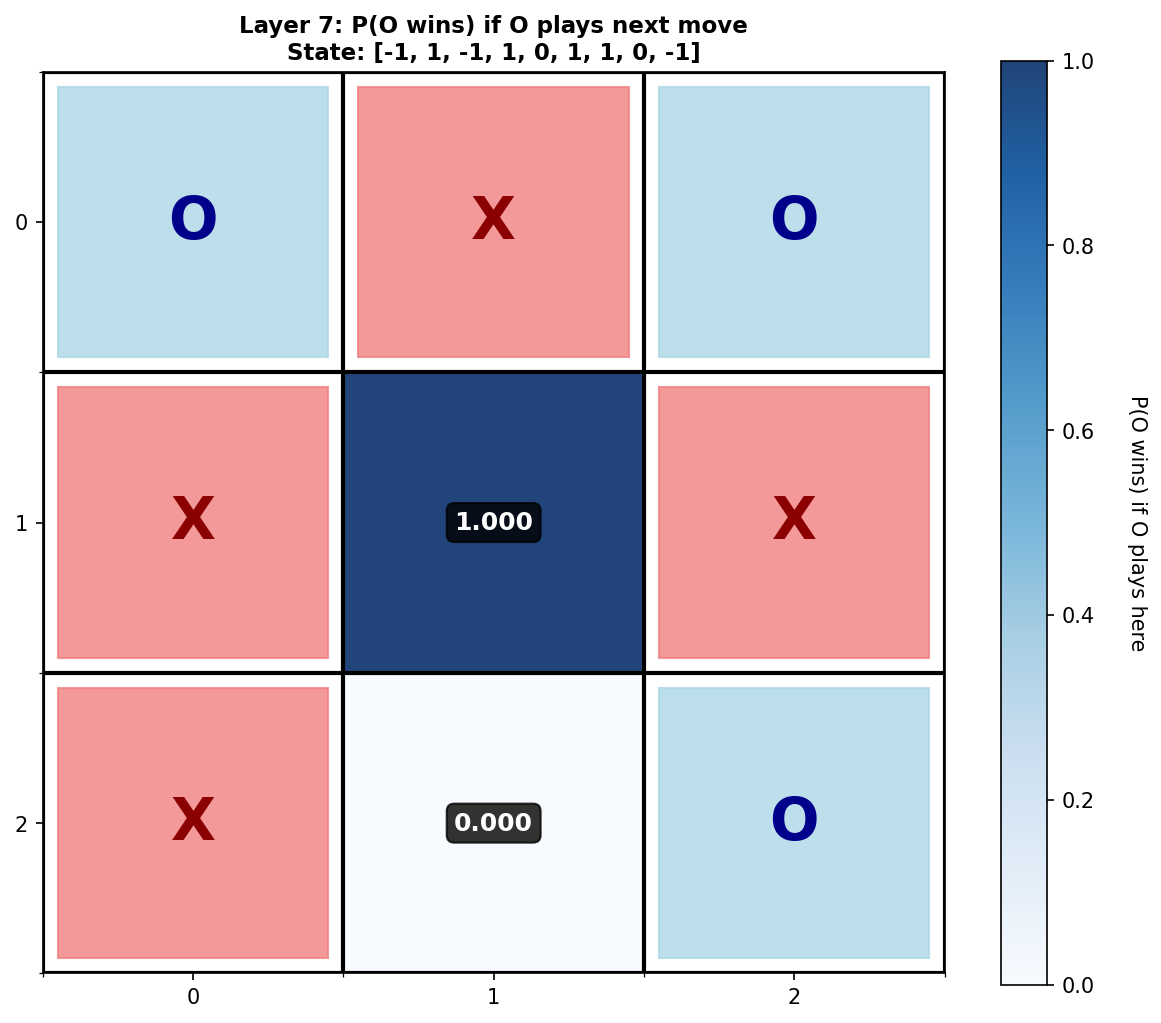 Layer 7: P(O wins) if O plays next move
State: [-1, 1, -1, 1, 0, 1, 1, 0, -1]
O X O
X 1.000 X
X 0.000 O
0
1
2
0 1 2
1.0
0.8
0.6
0.4
0.2
0.0
P(O wins) if O plays here